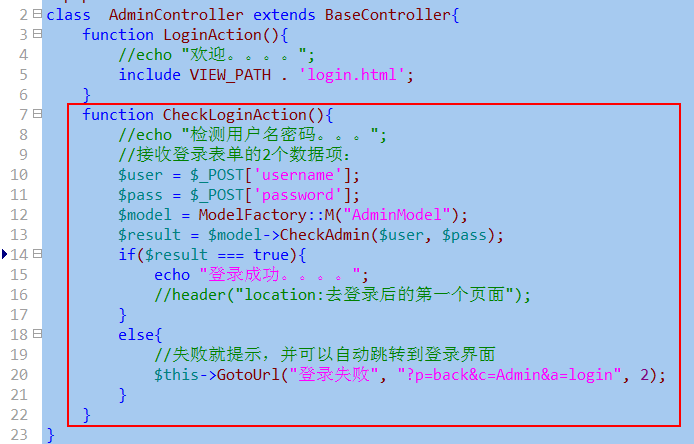 2 class  AdminController extends BaseController{
3 function LoginAction(){
4 //echo "欢迎。。。。";
5 include VIEW_PATH . 'login.html';
6 }
7 function CheckLoginAction(){
8 //echo "检测用户名密码。。。";
9 //接收登录表单的2个数据项：
10 $user = $_POST['username'];
11 $pass = $_POST['password'];
12 $model = ModelFactory::M("AdminModel");
13 $result = $model->CheckAdmin($user, $pass);
14 if($result === true){
15 echo "登录成功。。。。";
16 //header("location:去登录后的第一个页面");
17 }
18 else{
19 //失败就提示，并可以自动跳转到登录界面
20 $this->GotoUrl("登录失败", "?p=back&c=Admin&a=login", 2);
21 }
22 }
23 }